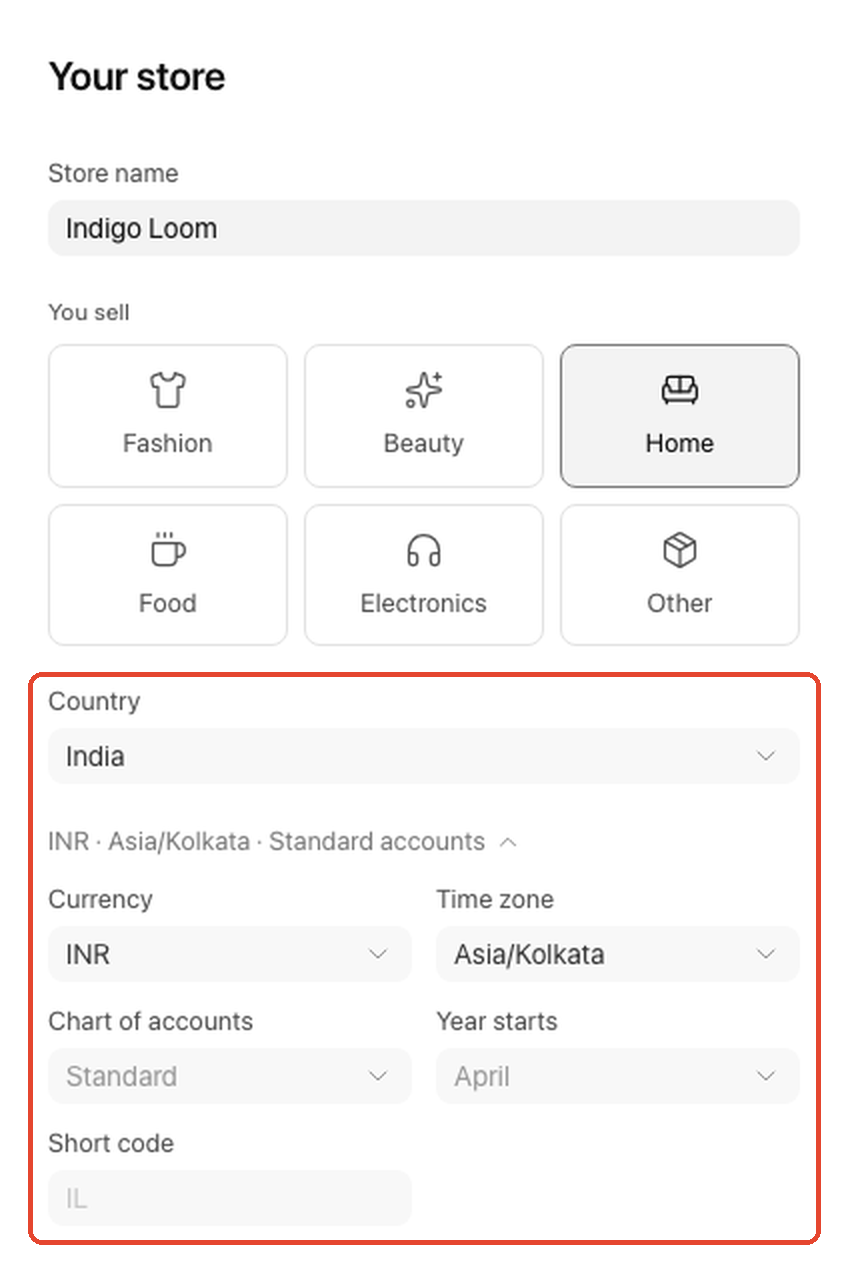 Your store
Store name
Indigo Loom
You sell
Fashion
Beauty
Home
Food
Electronics
Other
Country
India
INR · Asia/Kolkata · Standard accounts
Currency
Time zone
INR
Asia/Kolkata
Chart of accounts
Year starts
Standard
April
Short code
IL